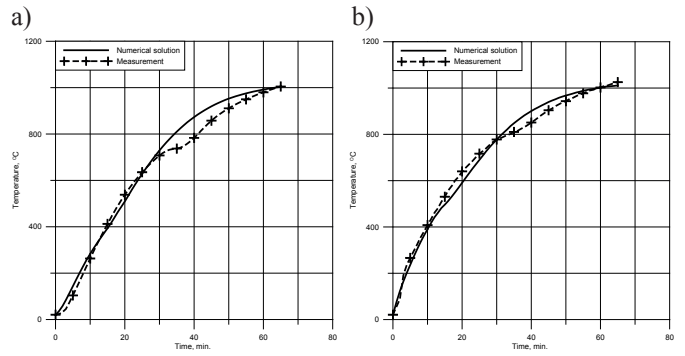 a)
1200
800
400
0
Temperature, °C
Numerical solution
Measurement
0
20
40
60
80
Time, min.
b)
1200
800
400
0
Temperature, °C
Numerical solution
Measurement
0
20
40
60
80
Time, min.